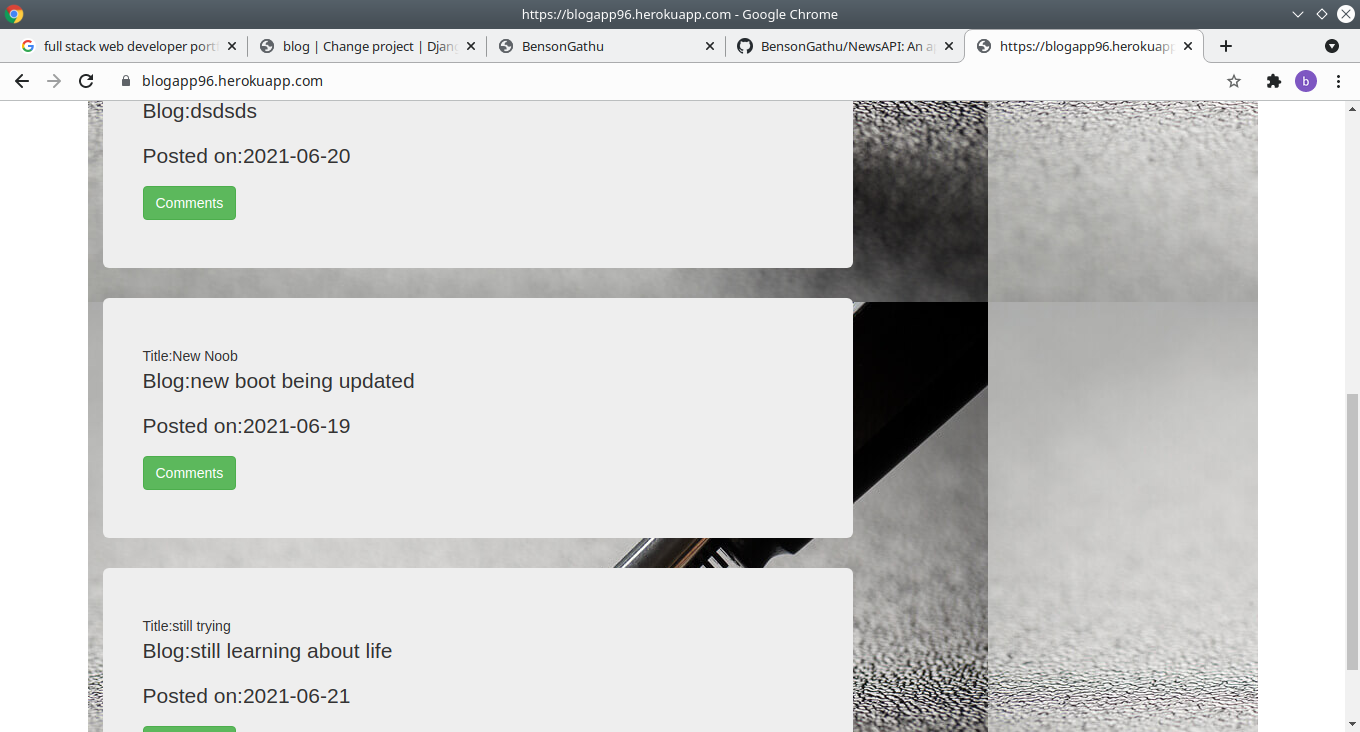 https://blogapp96.herokuapp.com - Google Chrome
full stack web developer portf
blog | Change project | Djang
BensonGathu
BensonGathu/NewsAPI: An ap
https://blogapp96.herokuapp
blogapp96.herokuapp.com
b
Blog:dsdsds
Posted on:2021-06-20
Comments
Title:New Noob
Blog:new boot being updated
Posted on:2021-06-19
Comments
Title:still trying
Blog:still learning about life
Posted on:2021-06-21